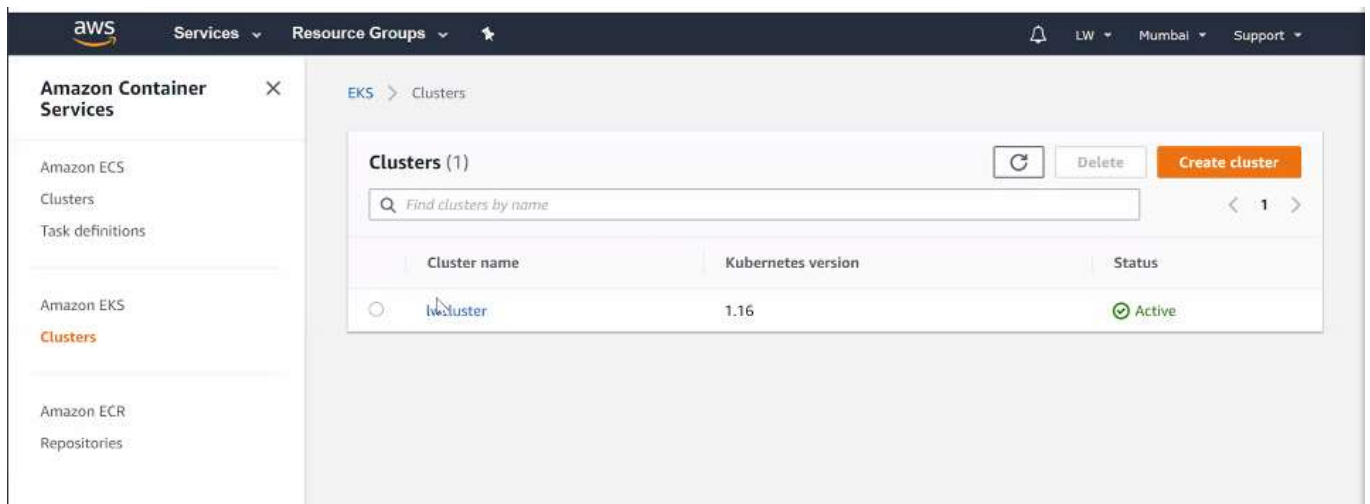 aws Services Resource Groups LW Mumbai Support
Amazon Container
Services
EKS > Clusters
Clusters (1)
Delete
Create cluster
Find clusters by name
< 1 >
Amazon ECS
Clusters
Task definitions
Cluster name Kubernetes version Status
1.16 Active
Amazon EKS
Clusters
Amazon ECR
Repositories